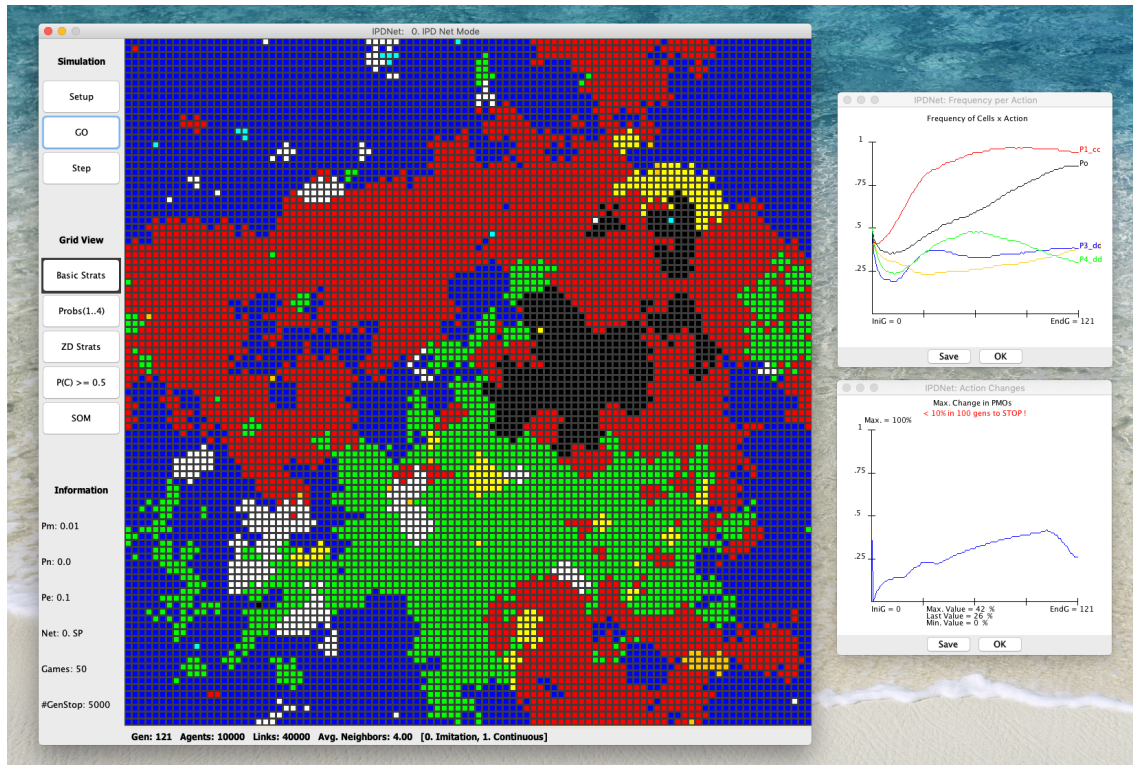 IPDNet: 0. IPD Net Mode
Simulation
Setup
GO
Step
Grid View
Basic Strats
Probs(1..4)
ZD Strats
P(C) >= 0.5
SOM
Information
Pm: 0.01
Pn: 0.0
Pe: 0.1
Net: 0. SP
Games: 50
#GenStop: 5000
Gen: 121 Agents: 10000 Links: 40000 Avg. Neighbors: 4.00 [0. Imitation, 1. Continuous]
IPDNet: Frequency per Action
Frequency of Cells x Action
1
.75
.5
.25
P1_cc
Po
P3_dc
P4_dd
IniG = 0
EndG = 121
Save
OK
IPDNet: Action Changes
Max. Change in PMOs
< 10% in 100 gens to STOP !
Max. = 100%
1
.75
.5
.25
IniG = 0
Max. Value = 42 %
Last Value = 26 %
Min. Value = 0 %
EndG = 121
Save
OK